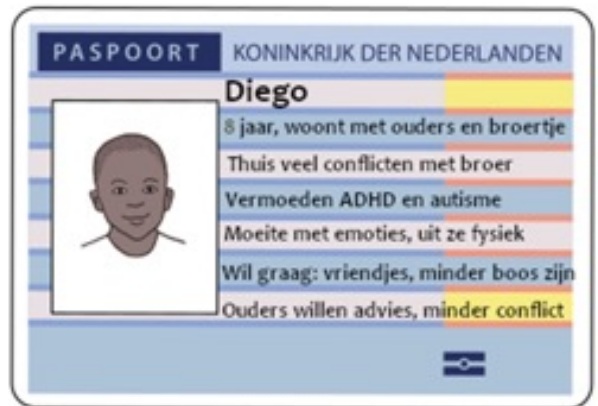 PASPOORT KONINKRIJK DER NEDERLANDEN
Diego
8 jaar, woont met ouders en broertje
Thuis veel conflicten met broer
Vermoeden ADHD en autisme
Moeite met emoties, uit ze fysiek
Wil graag: vriendjes, minder boos zijn
Ouders willen advies, minder conflict